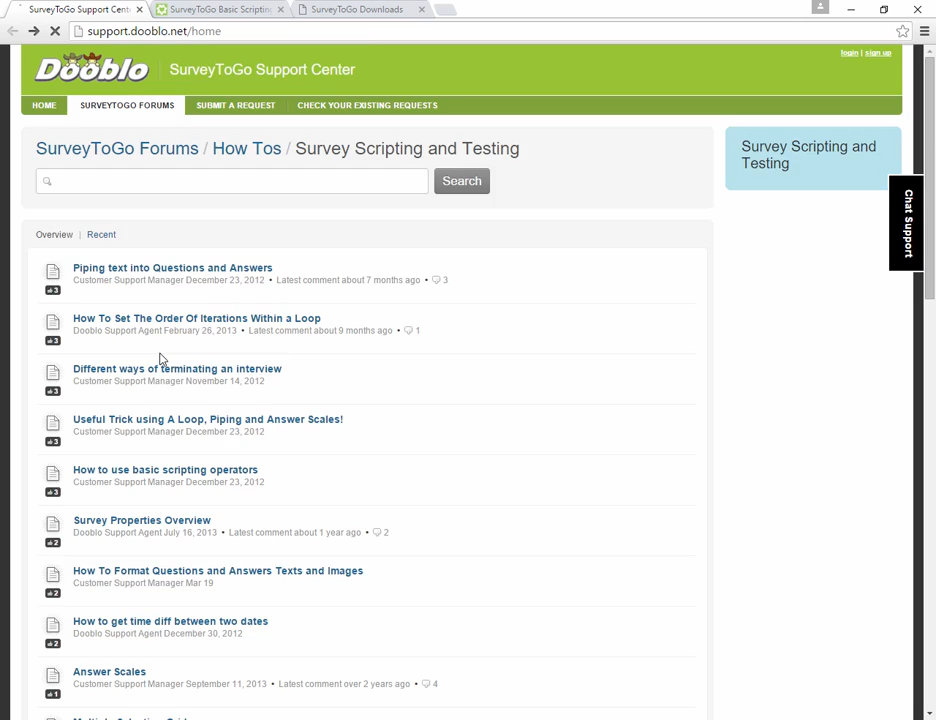 SurveyToGo Support Cent
SurveyToGo Basic Scripting
SurveyToGo Downloads
support.dooblo.net/home
login | sign up
Dooblo
SurveyToGo Support Center
HOME
SURVEYTOGO FORUMS
SUBMIT A REQUEST
CHECK YOUR EXISTING REQUESTS
SurveyToGo Forums / How Tos / Survey Scripting and Testing
Search
Survey Scripting and
Testing
Chat Support
Overview | Recent
Piping text into Questions and Answers
Customer Support Manager December 23, 2012 • Latest comment about 7 months ago • 3
3
How To Set The Order Of Iterations Within a Loop
Dooblo Support Agent February 26, 2013 • Latest comment about 9 months ago • 1
3
Different ways of terminating an interview
Customer Support Manager November 14, 2012
3
Useful Trick using A Loop, Piping and Answer Scales!
Customer Support Manager December 23, 2012
3
How to use basic scripting operators
Customer Support Manager December 23, 2012
3
Survey Properties Overview
Dooblo Support Agent July 16, 2013 • Latest comment about 1 year ago • 2
2
How To Format Questions and Answers Texts and Images
Customer Support Manager Mar 19
2
How to get time diff between two dates
Dooblo Support Agent December 30, 2012
2
Answer Scales
Customer Support Manager September 11, 2013 • Latest comment over 2 years ago • 4
1